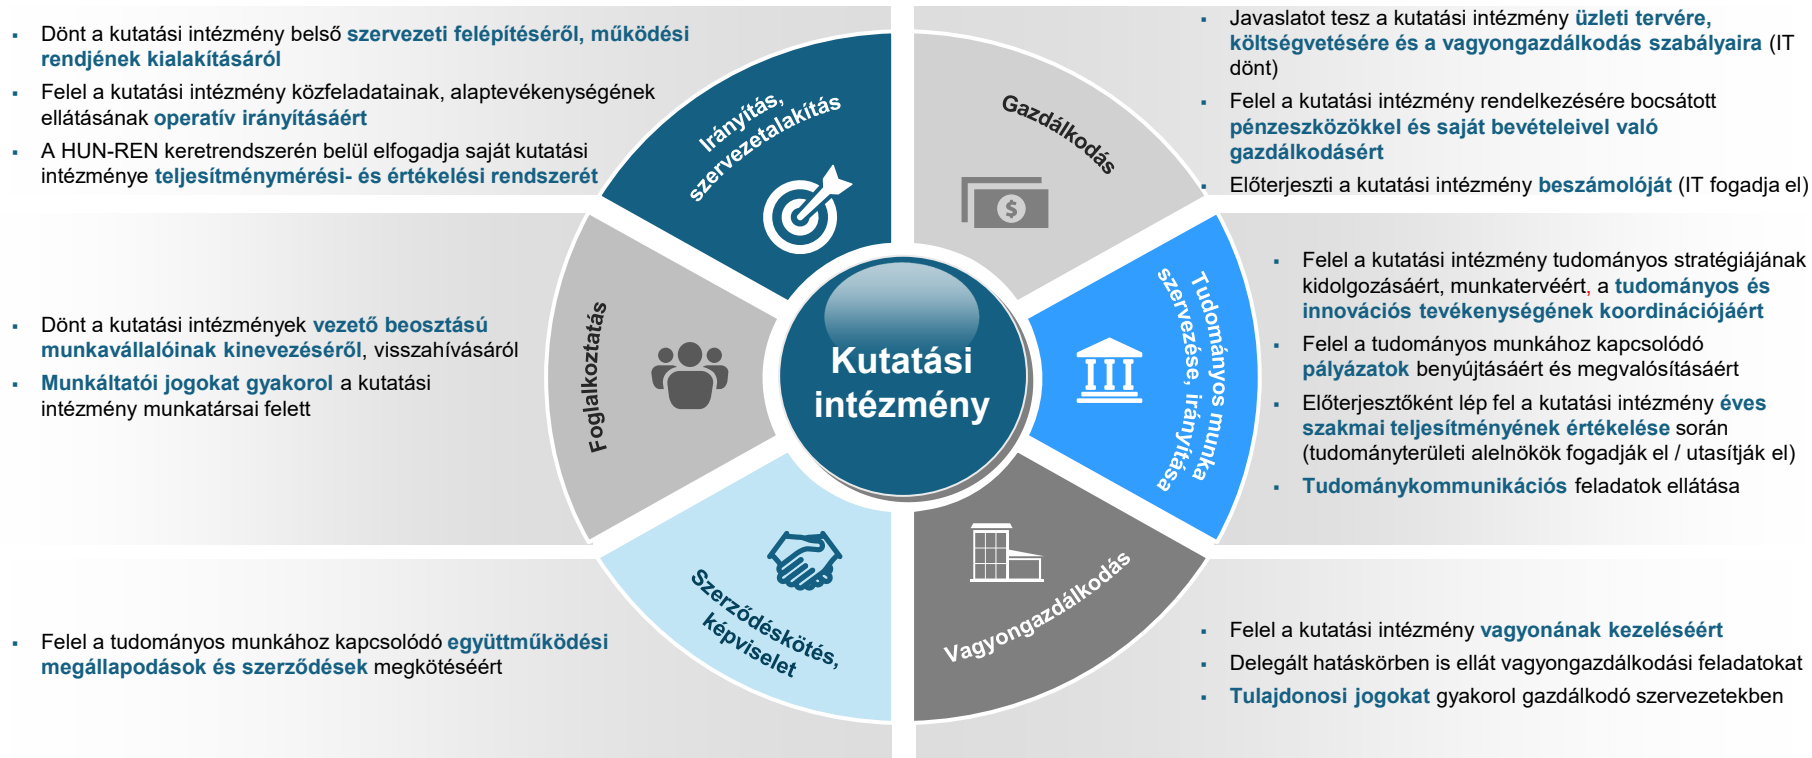 Dönt a kutatási intézmény belső szervezeti felépítéséről, működési
rendjének kialakításáról
Felel a kutatási intézmény közfeladatainak, alaptevékenységének
ellátásának operatív irányításáért
A HUN-REN keretrendszerén belül elfogadja saját kutatási
intézménye teljesítménymérési- és értékelési rendszerét
Dönt a kutatási intézmények vezető beosztású
munkavállalóinak kinevezéséről, visszahívásáról
Munkáltatói jogokat gyakorol a kutatási
intézmény munkatársai felett
Felel a tudományos munkához kapcsolódó együttműködési
megállapodások és szerződések megkötéséért
Irányítás,
szervezetalakítás
Gazdálkodás
Foglalkoztatás
Kutatási
intézmény
Tudományos munka
szervezése, irányítása
Szerződéskötés,
képviselet
Vagyongazdálkodás
Javaslatot tesz a kutatási intézmény üzleti tervére,
költségvetésére és a vagyongazdálkodás szabályaira (IT
dönt)
Felel a kutatási intézmény rendelkezésére bocsátott
pénzeszközökkel és saját bevételeivel való
gazdálkodásért
Előterjeszti a kutatási intézmény beszámolóját (IT fogadja el)
Felel a kutatási intézmény tudományos stratégiájának
kidolgozásáért, munkatervéért, a tudományos és
innovációs tevékenységének koordinációjáért
Felel a tudományos munkához kapcsolódó
pályázatok benyújtásáért és megvalósításáért
Előterjesztőként lép fel a kutatási intézmény éves
szakmai teljesítményének értékelése során
(tudományterületi alelnökök fogadják el / utasítják el)
Tudománykommunikációs feladatok ellátása
Felel a kutatási intézmény vagyonának kezeléséért
Delegált hatáskörben is ellát vagyongazdálkodási feladatokat
Tulajdonosi jogokat gyakorol gazdálkodó szervezetekben